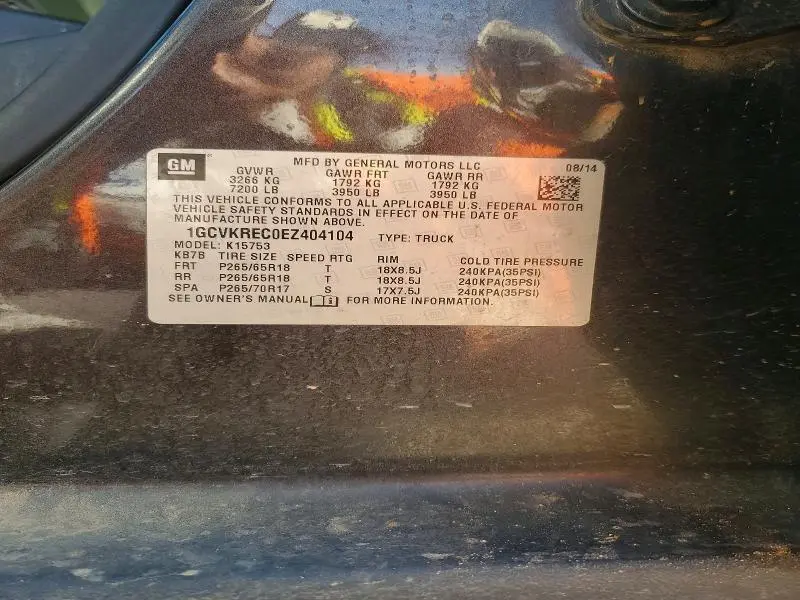 GM
MFD BY GENERAL MOTORS LLC 08/14
GVWR GAWR FRT GAWR RR
3266 KG 1792 KG 1792 KG
7200 LB 3950 LB 3950 LB
THIS VEHICLE CONFORMS TO ALL APPLICABLE U.S. FEDERAL MOTOR
VEHICLE SAFETY STANDARDS IN EFFECT ON THE DATE OF
MANUFACTURE SHOWN ABOVE.
1GCVKREC0EZ404104 TYPE: TRUCK
MODEL: K15753
KB7B TIRE SIZE SPEED RTG RIM COLD TIRE PRESSURE
FRT P265/65R18 T 18X8.5J 240KPA(35PSI)
RR P265/65R18 T 18X8.5J 240KPA(35PSI)
SPA P265/70R17 S 17X7.5J 240KPA(35PSI)
SEE OWNER'S MANUAL FOR MORE INFORMATION.